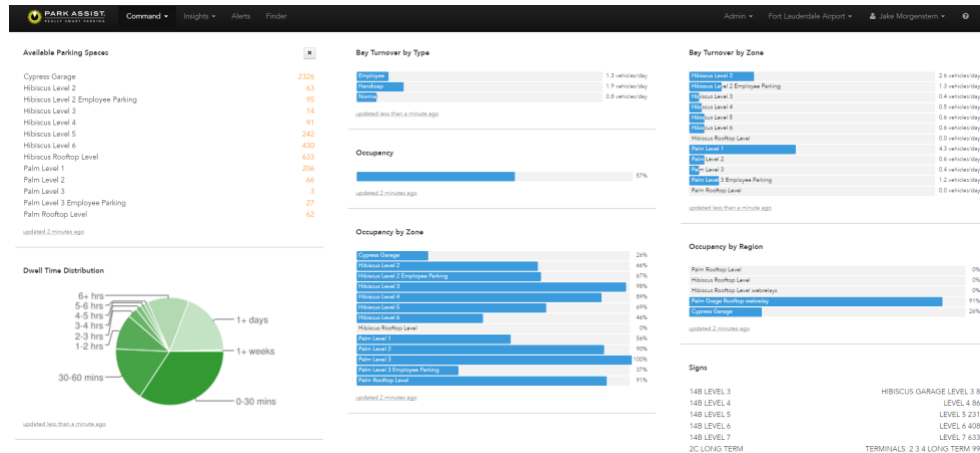 PARK ASSIST.
REALLY SMART PARKING
Command
Insights
Alerts
Finder
Admin
Fort Lauderdale Airport
Jake Morgenstern
Available Parking Spaces
Cypress Garage 2326
Hibiscus Level 2 63
Hibiscus Level 2 Employee Parking 95
Hibiscus Level 3 14
Hibiscus Level 4 91
Hibiscus Level 5 242
Hibiscus Level 6 430
Hibiscus Rooftop Level 633
Palm Level 1 206
Palm Level 2 66
Palm Level 3 3
Palm Level 3 Employee Parking 27
Palm Rooftop Level 62
updated 2 minutes ago
Dwell Time Distribution
6+ hrs
5-6 hrs
4-5 hrs
3-4 hrs
2-3 hrs
1-2 hrs
30-60 mins
1+ days
1+ weeks
0-30 mins
updated less than a minute ago
Bay Turnover by Type
Employee 1.3 vehicles/day
Handicap 1.9 vehicles/day
Normal 0.8 vehicles/day
updated less than a minute ago
Occupancy
57%
updated 2 minutes ago
Occupancy by Zone
Cypress Garage 26%
Hibiscus Level 2 66%
Hibiscus Level 2 Employee Parking 67%
Hibiscus Level 3 98%
Hibiscus Level 4 89%
Hibiscus Level 5 69%
Hibiscus Level 6 46%
Hibiscus Rooftop Level 0%
Palm Level 1 56%
Palm Level 2 90%
Palm Level 3 100%
Palm Level 3 Employee Parking 37%
Palm Rooftop Level 91%
updated 2 minutes ago
Bay Turnover by Zone
Hibiscus Level 2 2.6 vehicles/day
Hibiscus Level 2 Employee Parking 1.3 vehicles/day
Hibiscus Level 3 0.4 vehicles/day
Hibiscus Level 4 0.5 vehicles/day
Hibiscus Level 5 0.6 vehicles/day
Hibiscus Level 6 0.6 vehicles/day
Hibiscus Rooftop Level 0.0 vehicles/day
Palm Level 1 4.3 vehicles/day
Palm Level 2 0.6 vehicles/day
Palm Level 3 0.4 vehicles/day
Palm Level 3 Employee Parking 1.2 vehicles/day
Palm Rooftop Level 0.0 vehicles/day
updated less than a minute ago
Occupancy by Region
Palm Rooftop Level 0%
Hibiscus Rooftop Level 0%
Hibiscus Rooftop Level webrelays 0%
Palm Grage Rooftop webrelay 91%
Cypress Garage 26%
updated 2 minutes ago
Signs
14B LEVEL 3 HIBISCUS GARAGE LEVEL 3 8
14B LEVEL 4 LEVEL 4 86
14B LEVEL 5 LEVEL 5 231
14B LEVEL 6 LEVEL 6 408
14B LEVEL 7 LEVEL 7 633
2C LONG TERM TERMINALS: 2 3 4 LONG TERM 99